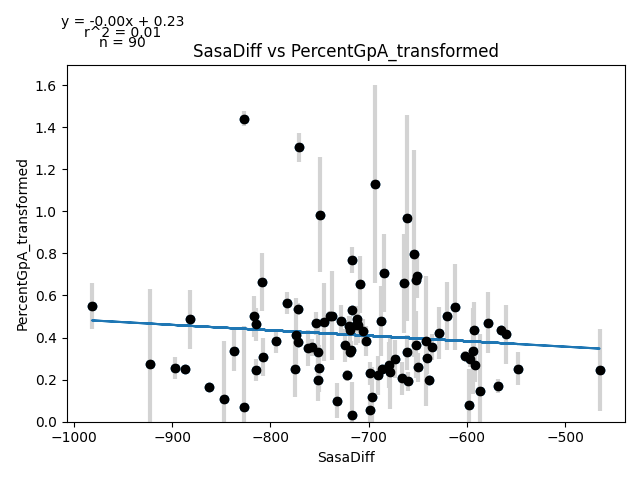 y = -0.00x + 0.23
r^2 = 0.01
n = 90
SasaDiff vs PercentGpA_transformed
1.6
1.4
1.2
1.0
0.8
0.6
0.4
0.2
0.0
PercentGpA_transformed
−1000 −900 −800 −700 −600 −500
SasaDiff